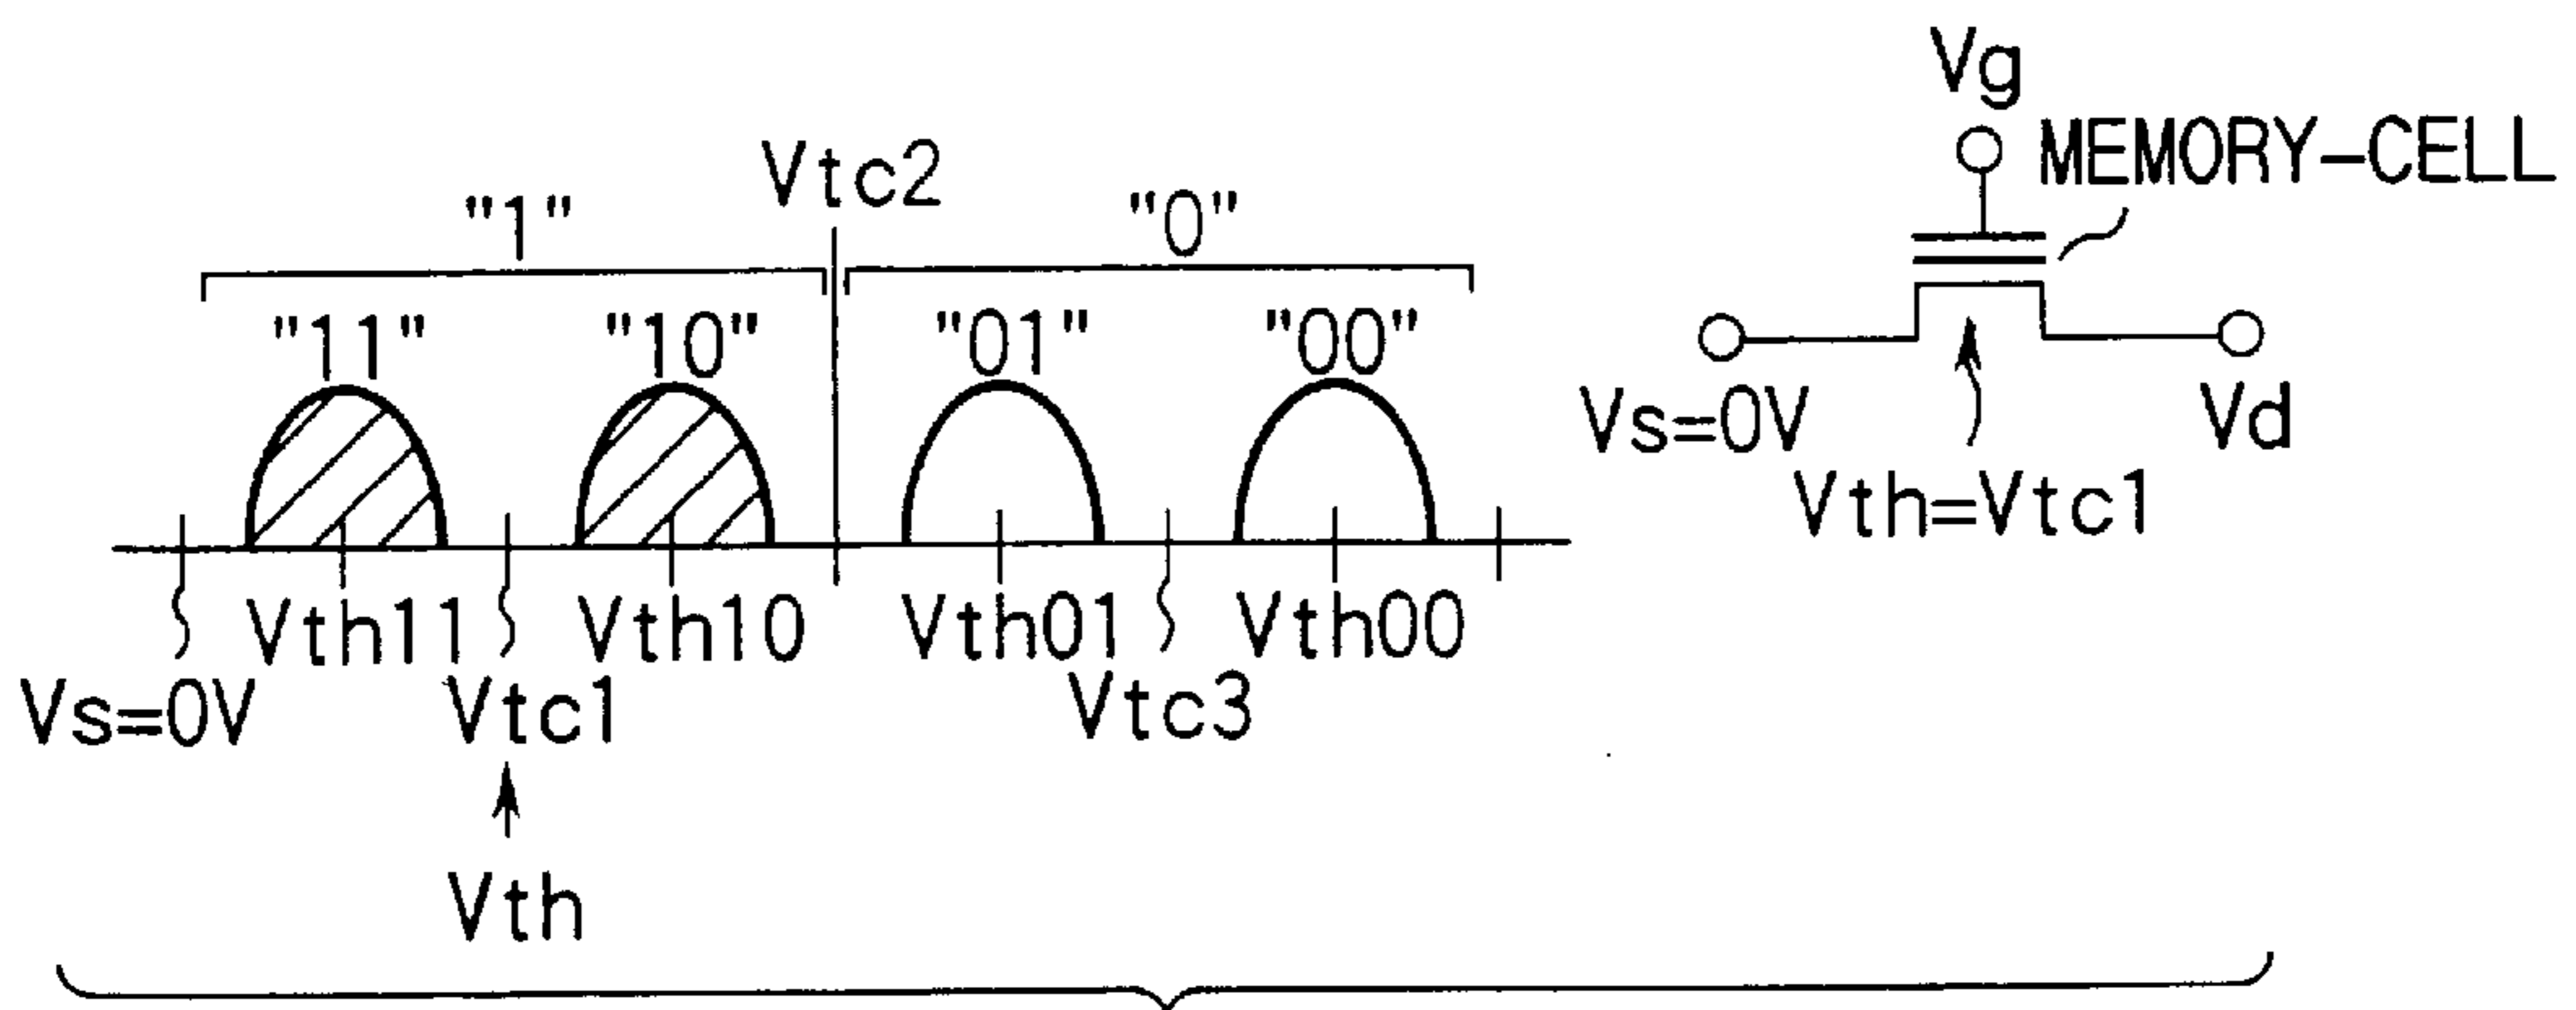 Vg
MEMORY-CELL
Vtc2
"1" "0"
"11" "10" "01" "00"
Vs=0V Vd
Vth=Vtc1
Vth11 Vth10 Vth01 Vth00
Vs=0V Vtc1 Vtc3
Vth